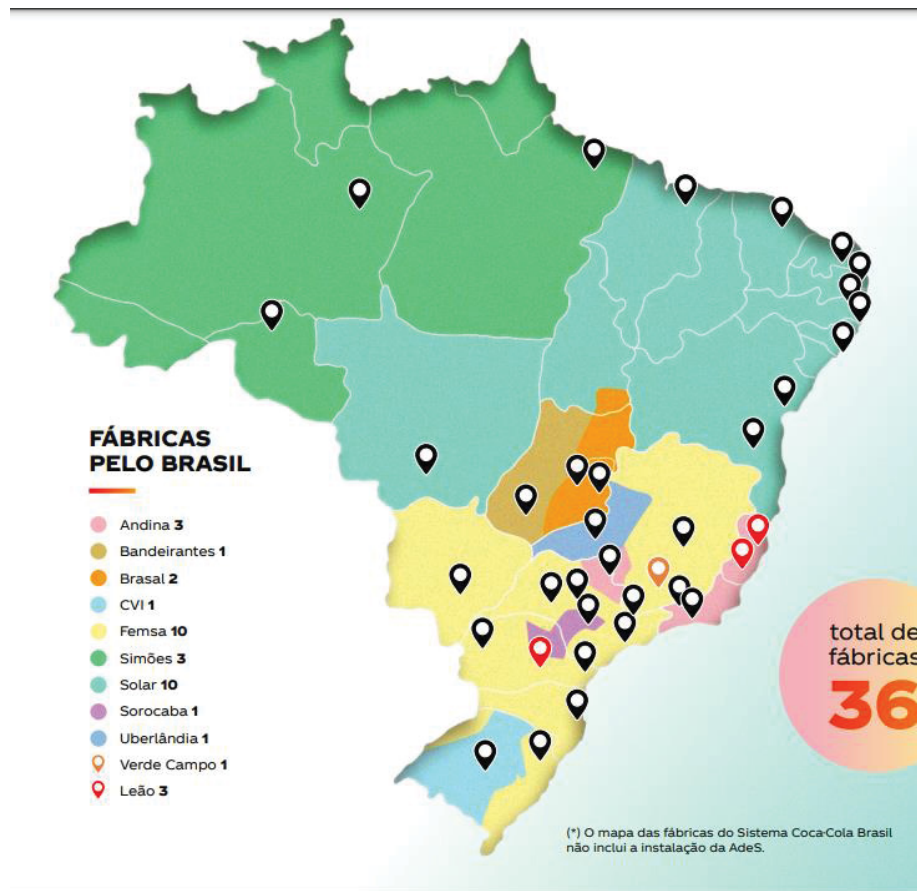 FÁBRICAS
PELO BRASIL
Andina 3
Bandeirantes 1
Brasal 2
CVI 1
Femsa 10
Simões 3
Solar 10
Sorocaba 1
Uberlândia 1
Verde Campo 1
Leão 3
total de
fábricas
36
(*) O mapa das fábricas do Sistema Coca-Cola Brasil
não inclui a instalação da AdeS.